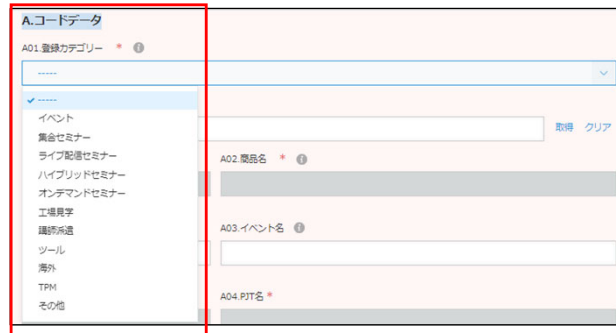 A.コードデータ
A01.登録カテゴリー *
-----
✓ -----
イベント
集合セミナー
ライブ配信セミナー
ハイブリッドセミナー
オンデマンドセミナー
工場見学
講師派遣
ツール
海外
TPM
その他
取得 クリア
A02.商品名 *
A03.イベント名
A04.PJT名 *